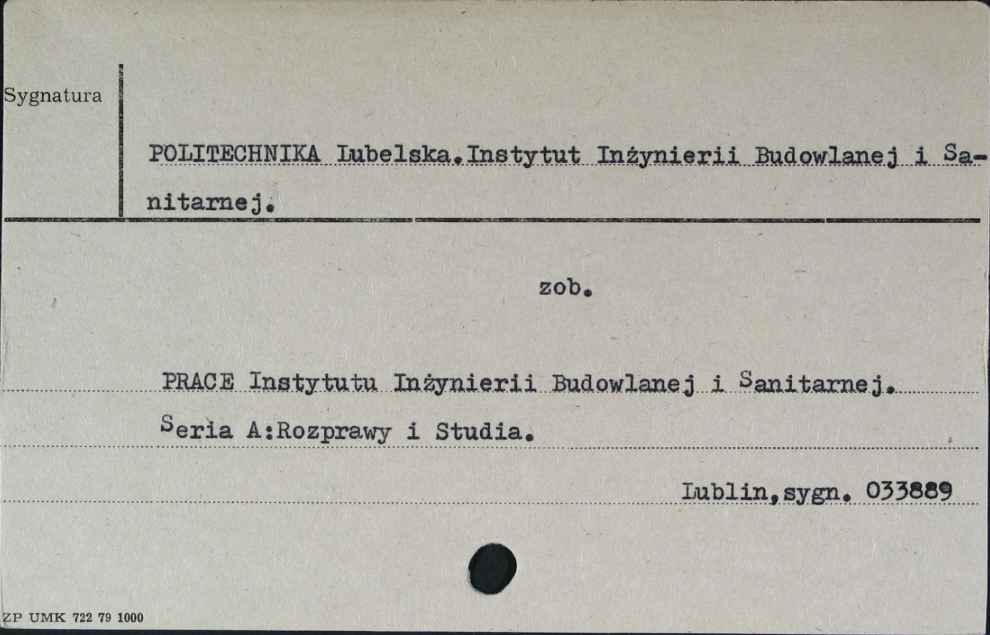 Sygnatura
POLITECHNIKA Lubelska.Instytut Inżynierii Budowlanej i Sa-
nitarnej.
zob.
PRACE Instytutu Inżynierii Budowlanej i Sanitarnej.
Seria A:Rozprawy i Studia.
Lublin,sygn. 033889
ZP UMK 722 79 1000